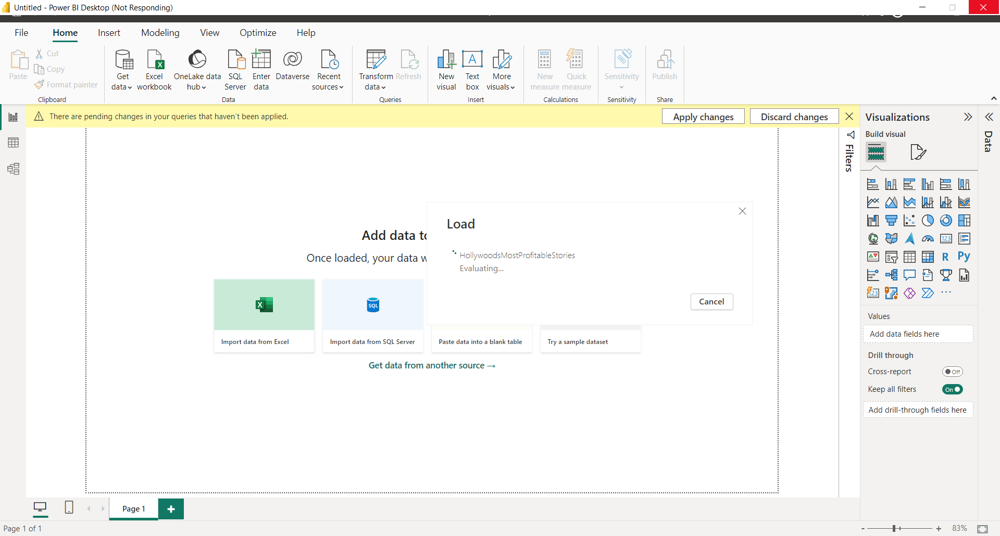 Untitled - Power BI Desktop (Not Responding)
File Home Insert Modeling View Optimize Help
Paste
Cut
Copy
Format painter
Clipboard
Get data
Excel workbook
OneLake data hub
SQL Server
Enter data
Dataverse
Recent sources
Data
Transform data
Refresh
Queries
New visual
Text box
More visuals
Insert
New measure
Quick measure
Calculations
Sensitivity
Sensitivity
Publish
Share
There are pending changes in your queries that haven't been applied.
Apply changes
Discard changes
Filters
Visualizations
Build visual
Data
Add data to
Once loaded, your data w
Load
HollywoodsMostProfitableStories
Evaluating...
Cancel
SQL
Import data from Excel
Import data from SQL Server
Paste data into a blank table
Try a sample dataset
Get data from another source →
123
R
Py
123
Values
Add data fields here
Drill through
Cross-report
Off
Keep all filters
On
Add drill-through fields here
Page 1
Page 1 of 1
- + 83%